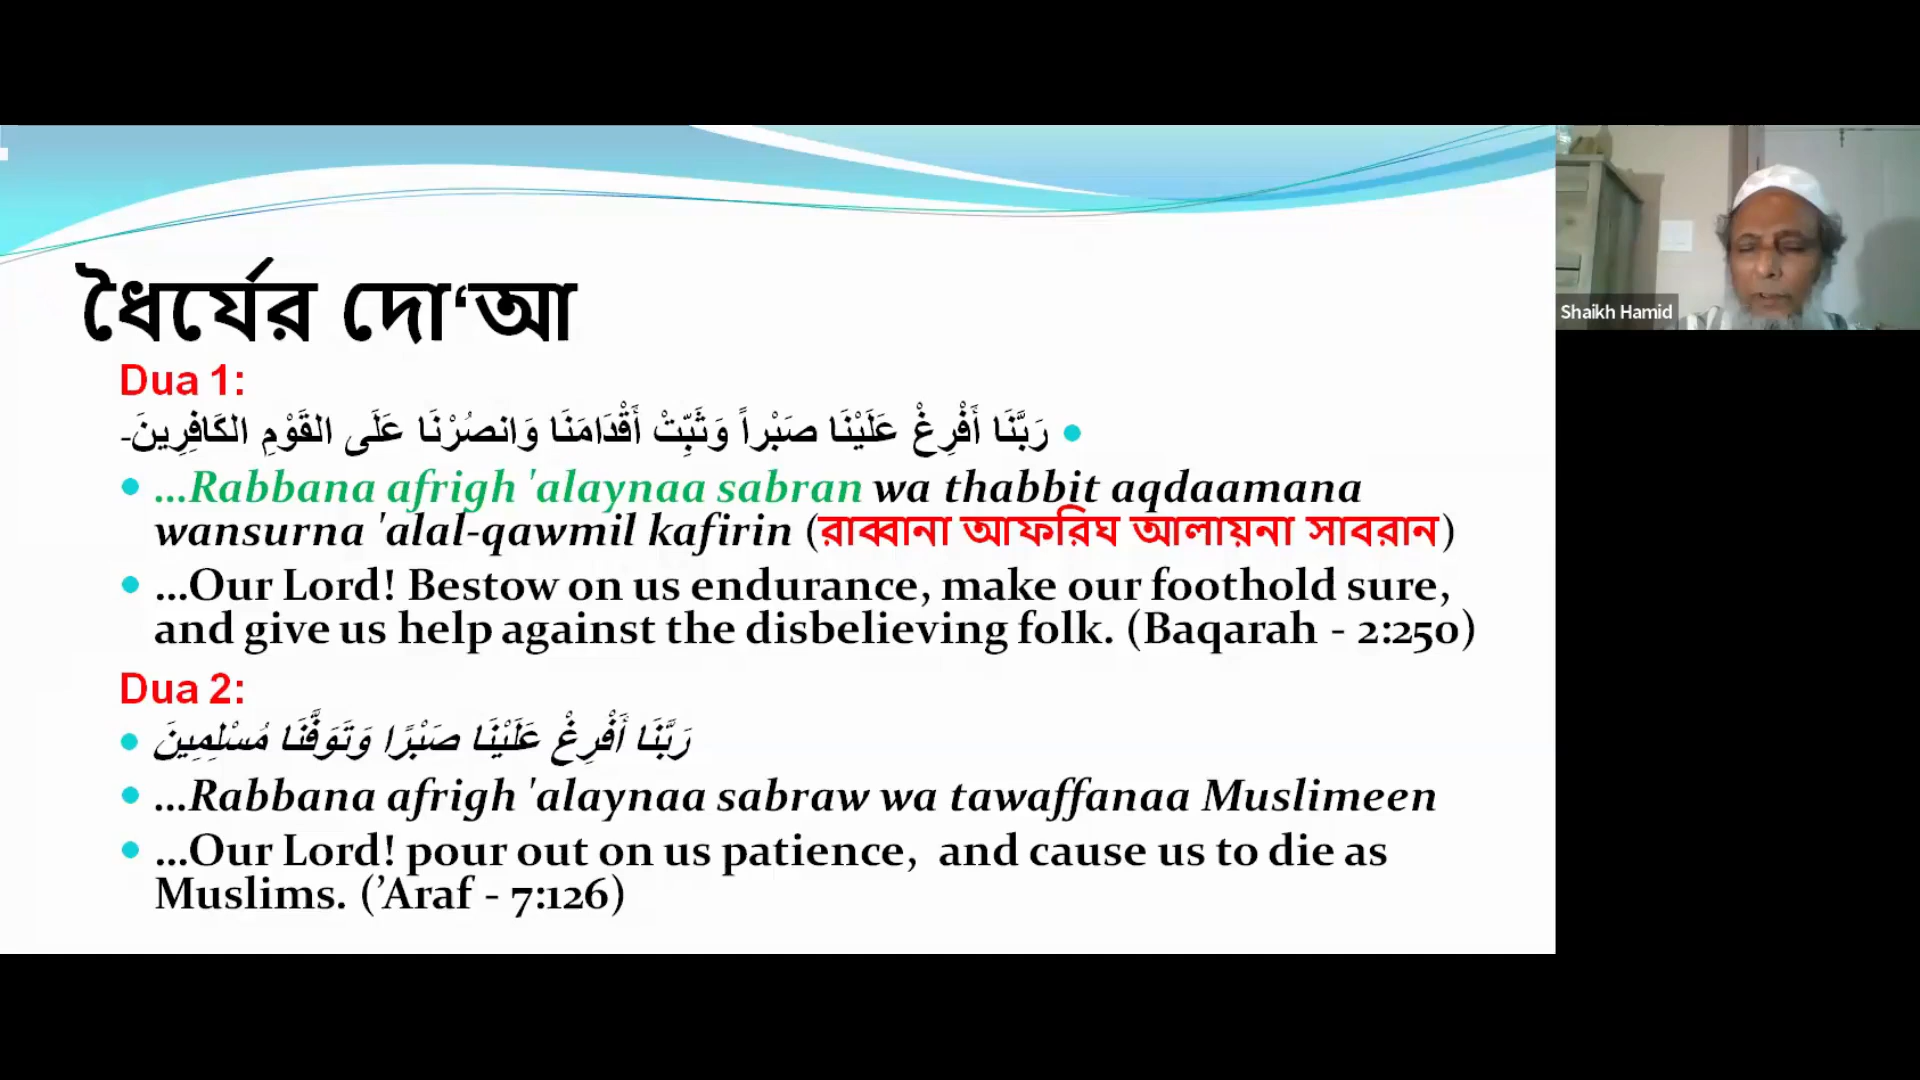 ধৈর্যের দো‘আ
Dua 1:
رَبَّنَا أَفْرِغْ عَلَيْنَا صَبْراً وَثَبِّتْ أَقْدَامَنَا وَانصُرْنَا عَلَى القَوْمِ الكَافِرِينَ۔
...Rabbana afrigh 'alaynaa sabran wa thabbit aqdaamana
wansurna 'alal-qawmil kafirin (রাব্বানা আফরিঘ আলায়না সাবরান)
...Our Lord! Bestow on us endurance, make our foothold sure,
and give us help against the disbelieving folk. (Baqarah - 2:250)
Dua 2:
رَبَّنَا أَفْرِغْ عَلَيْنَا صَبْرًا وَتَوَفَّنَا مُسْلِمِينَ
...Rabbana afrigh 'alaynaa sabraw wa tawaffanaa Muslimeen
...Our Lord! pour out on us patience,  and cause us to die as
Muslims. (’Araf - 7:126)
Shaikh Hamid